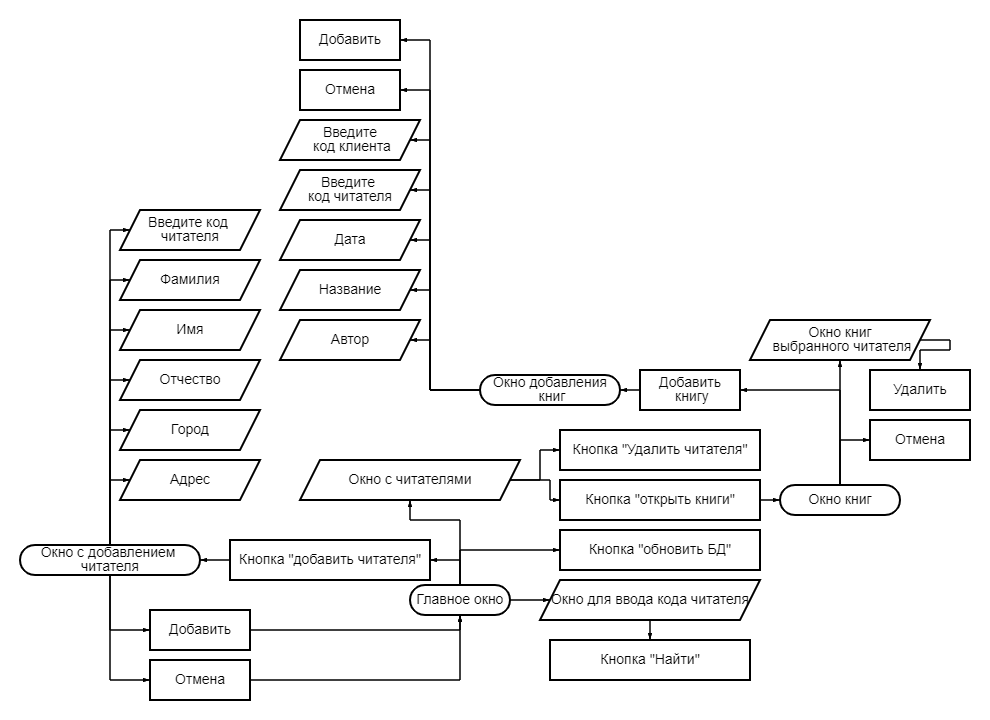 Добавить
Отмена
Введите
код клиента
Введите
код читателя
Дата
Название
Автор
Введите код
читателя
Фамилия
Имя
Отчество
Город
Адрес
Окно с добавлением
читателя
Добавить
Отмена
Кнопка "добавить читателя"
Главное окно
Окно с читателями
Кнопка "Удалить читателя"
Кнопка "открыть книги"
Кнопка "обновить БД"
Окно для ввода кода читателя
Кнопка "Найти"
Окно добавления
книг
Добавить
книгу
Окно книг
выбранного читателя
Удалить
Отмена
Окно книг